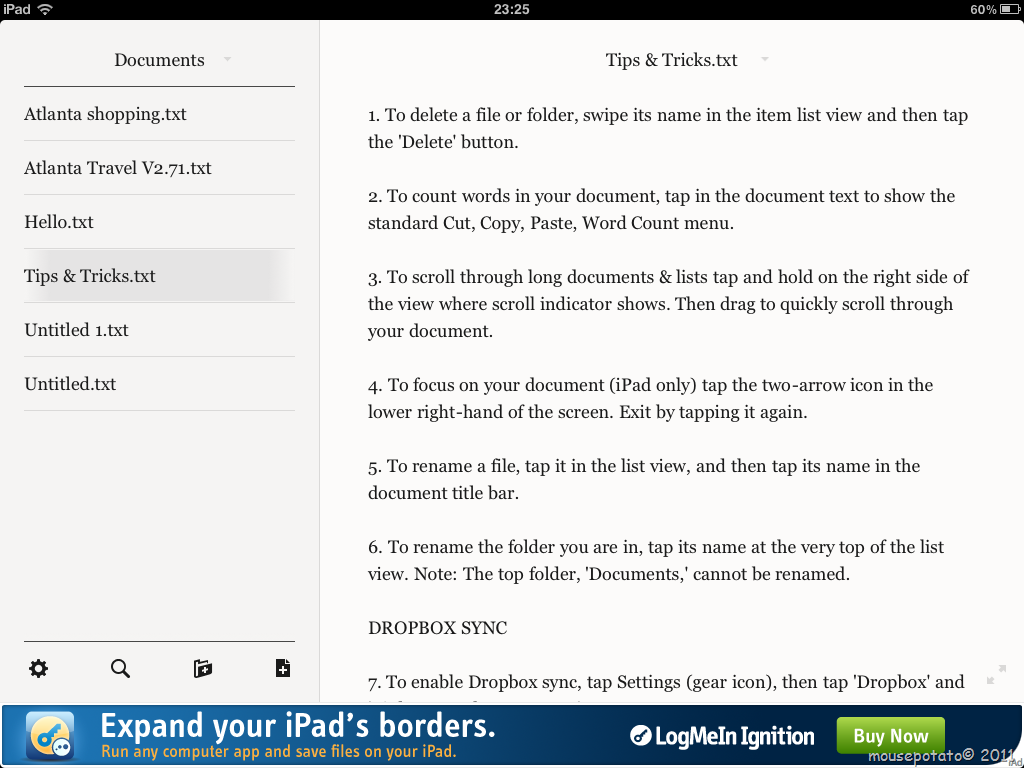 iPad 23:25 60%
Documents
Atlanta shopping.txt
Atlanta Travel V2.71.txt
Hello.txt
Tips & Tricks.txt
Untitled 1.txt
Untitled.txt
Tips & Tricks.txt
1. To delete a file or folder, swipe its name in the item list view and then tap
the 'Delete' button.
2. To count words in your document, tap in the document text to show the
standard Cut, Copy, Paste, Word Count menu.
3. To scroll through long documents & lists tap and hold on the right side of
the view where scroll indicator shows. Then drag to quickly scroll through
your document.
4. To focus on your document (iPad only) tap the two-arrow icon in the
lower right-hand of the screen. Exit by tapping it again.
5. To rename a file, tap it in the list view, and then tap its name in the
document title bar.
6. To rename the folder you are in, tap its name at the very top of the list
view. Note: The top folder, 'Documents,' cannot be renamed.
DROPBOX SYNC
7. To enable Dropbox sync, tap Settings (gear icon), then tap 'Dropbox' and
Expand your iPad's borders.
Run any computer app and save files on your iPad.
LogMeIn Ignition
Buy Now
mousepotato© 2011
iAd